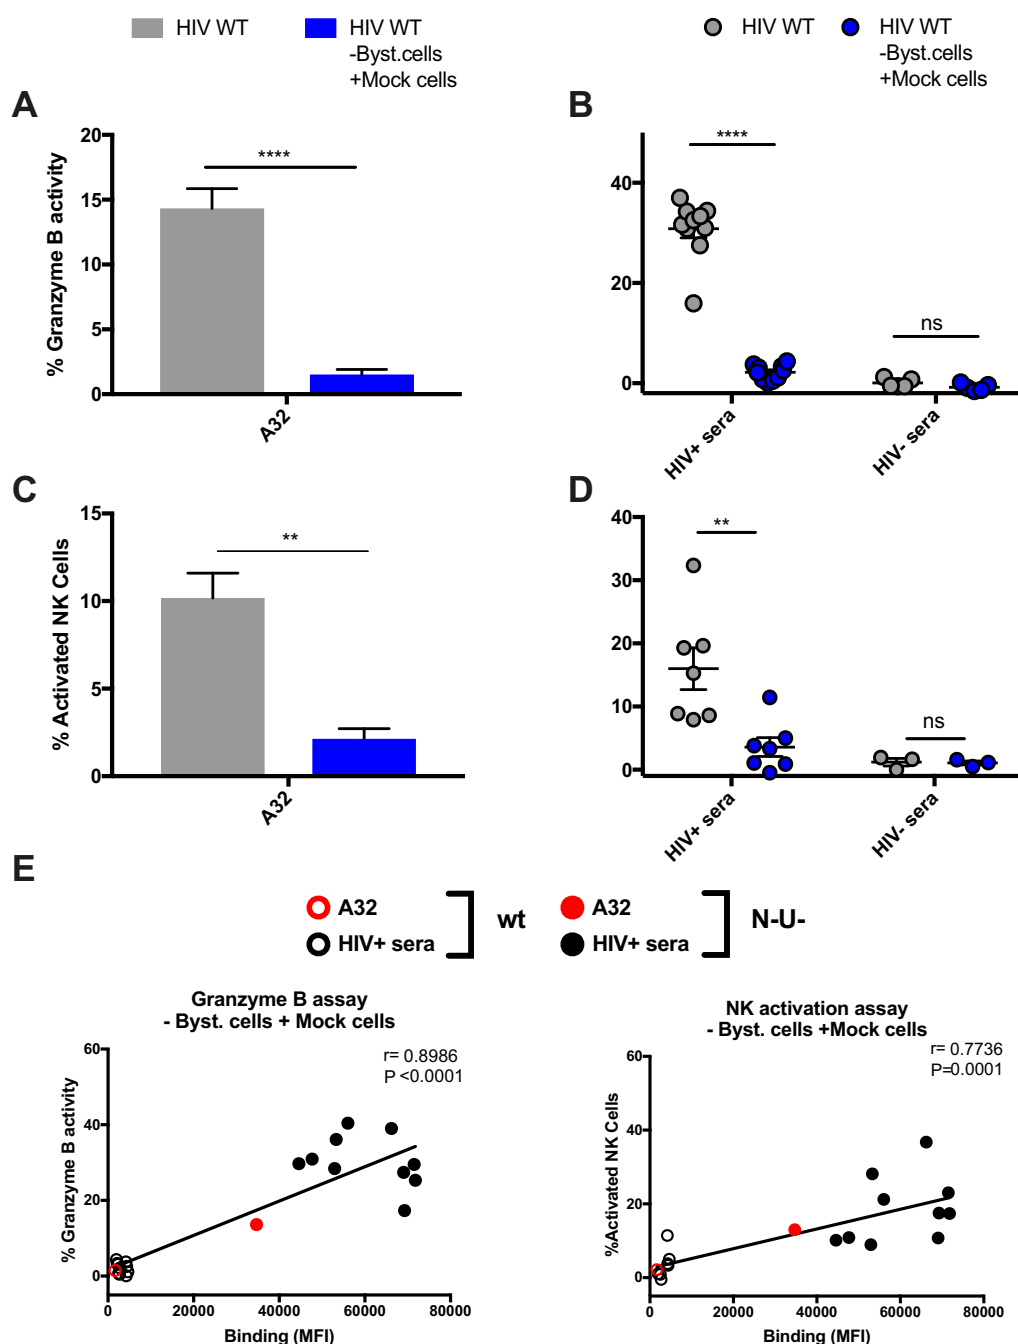 HIV WT
HIV WT
-Byst.cells
+Mock cells
HIV WT
HIV WT
-Byst.cells
+Mock cells
A
% Granzyme B activity
20
15
10
5
0
****
A32
B
40
20
0
****
ns
HIV+ sera
HIV- sera
C
% Activated NK Cells
15
10
5
0
**
A32
D
40
30
20
10
0
**
ns
HIV+ sera
HIV- sera
E
A32
HIV+ sera
wt
A32
HIV+ sera
N-U-
Granzyme B assay
- Byst. cells + Mock cells
r= 0.8986
P <0.0001
% Granzyme B activity
60
40
20
0
0
20000
40000
60000
80000
Binding (MFI)
NK activation assay
- Byst. cells +Mock cells
r= 0.7736
P=0.0001
%Activated NK Cells
60
40
20
0
0
20000
40000
60000
80000
Binding (MFI)